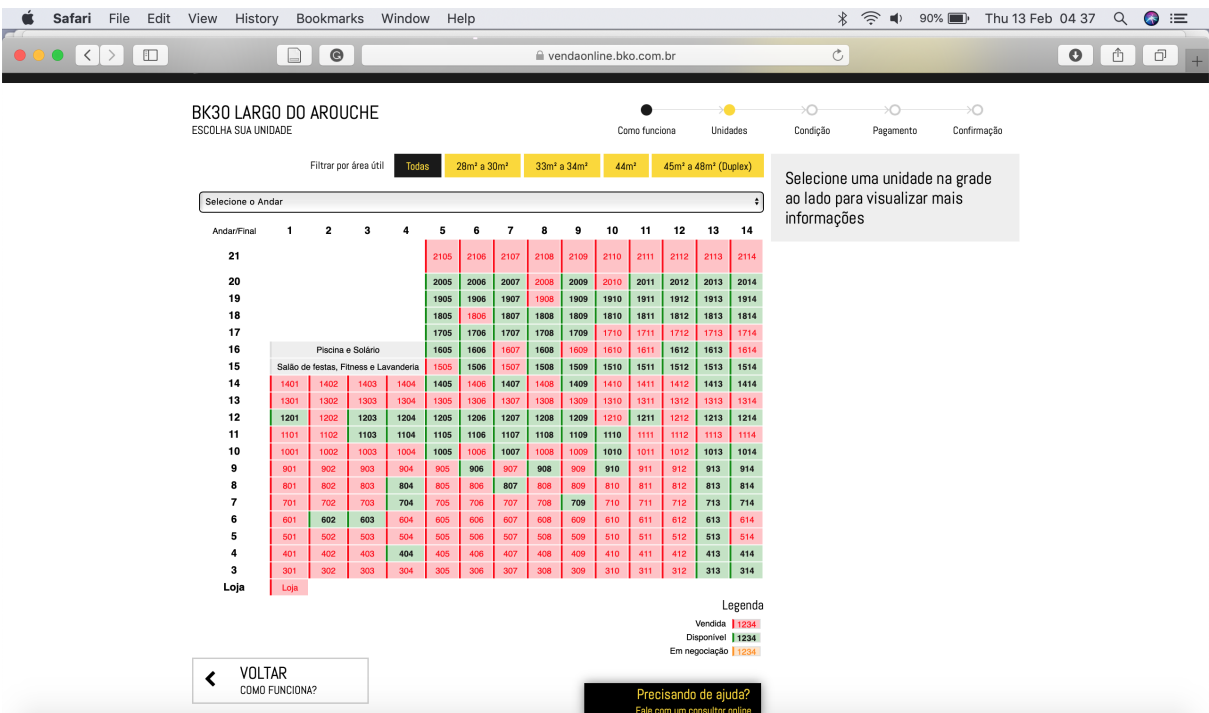 Safari File Edit View History Bookmarks Window Help 90% Thu 13 Feb 04 37
vendaonline.bko.com.br
BK30 LARGO DO AROUCHE
ESCOLHA SUA UNIDADE
Como funciona Unidades Condição Pagamento Confirmação
Filtrar por área útil Todas 28m² a 30m² 33m² a 34m² 44m² 45m² a 48m² (Duplex)
Selecione uma unidade na grade
ao lado para visualizar mais
informações
Selecione o Andar
Andar/Final 1 2 3 4 5 6 7 8 9 10 11 12 13 14
21 2105 2106 2107 2108 2109 2110 2111 2112 2113 2114
20 2005 2006 2007 2008 2009 2010 2011 2012 2013 2014
19 1905 1906 1907 1908 1909 1910 1911 1912 1913 1914
18 1805 1806 1807 1808 1809 1810 1811 1812 1813 1814
17 1705 1706 1707 1708 1709 1710 1711 1712 1713 1714
16 Piscina e Solário 1605 1606 1607 1608 1609 1610 1611 1612 1613 1614
15 Salão de festas, Fitness e Lavanderia 1505 1506 1507 1508 1509 1510 1511 1512 1513 1514
14 1401 1402 1403 1404 1405 1406 1407 1408 1409 1410 1411 1412 1413 1414
13 1301 1302 1303 1304 1305 1306 1307 1308 1309 1310 1311 1312 1313 1314
12 1201 1202 1203 1204 1205 1206 1207 1208 1209 1210 1211 1212 1213 1214
11 1101 1102 1103 1104 1105 1106 1107 1108 1109 1110 1111 1112 1113 1114
10 1001 1002 1003 1004 1005 1006 1007 1008 1009 1010 1011 1012 1013 1014
9 901 902 903 904 905 906 907 908 909 910 911 912 913 914
8 801 802 803 804 805 806 807 808 809 810 811 812 813 814
7 701 702 703 704 705 706 707 708 709 710 711 712 713 714
6 601 602 603 604 605 606 607 608 609 610 611 612 613 614
5 501 502 503 504 505 506 507 508 509 510 511 512 513 514
4 401 402 403 404 405 406 407 408 409 410 411 412 413 414
3 301 302 303 304 305 306 307 308 309 310 311 312 313 314
Loja Loja
Legenda
Vendida 1234
Disponível 1234
Em negociação 1234
VOLTAR
COMO FUNCIONA?
Precisando de ajuda?
Fale com um consultor online